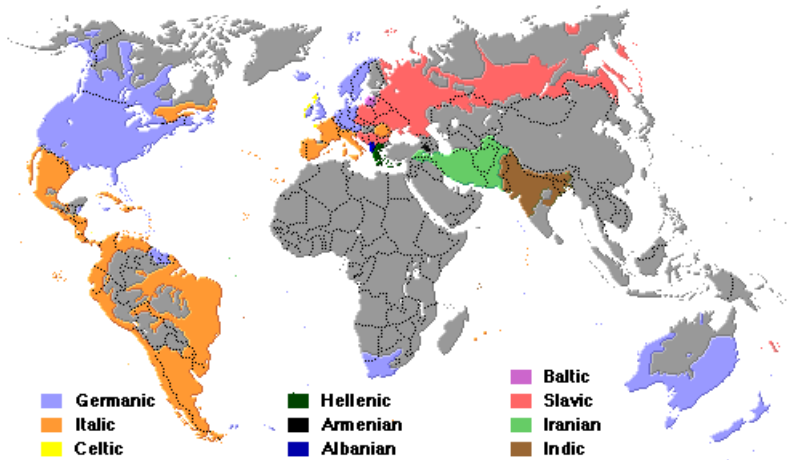 Germanic
Italic
Celtic
Hellenic
Armenian
Albanian
Baltic
Slavic
Iranian
Indic